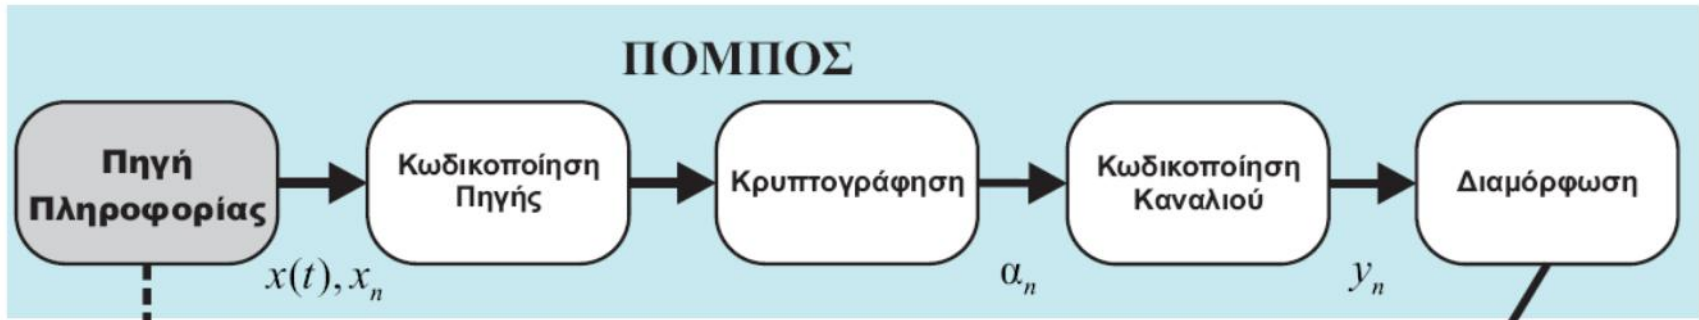 ΠΟΜΠΟΣ
Πηγή
Πληροφορίας
Κωδικοποίηση
Πηγής
Κρυπτογράφηση
Κωδικοποίηση
Καναλιού
Διαμόρφωση
x(t), xₙ
αₙ
yₙ